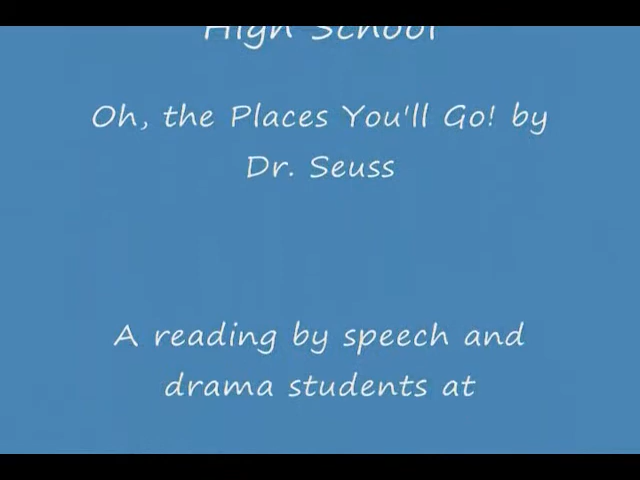 High School
Oh, the Places You'll Go! by
Dr. Seuss
A reading by speech and
drama students at